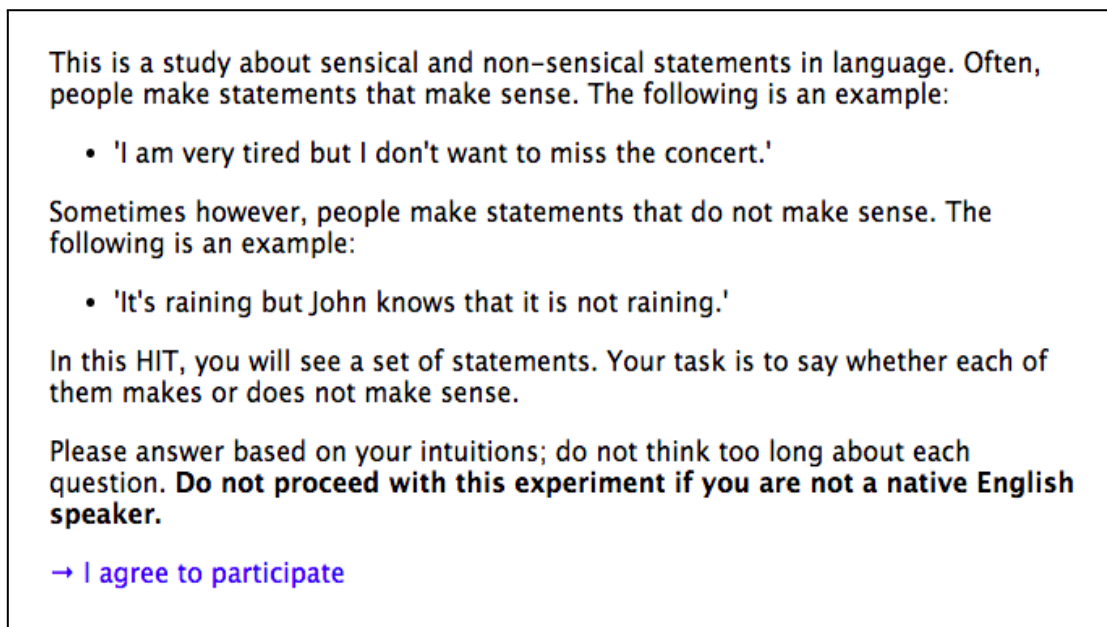 This is a study about sensical and non-sensical statements in language. Often,
people make statements that make sense. The following is an example:
• 'I am very tired but I don't want to miss the concert.'
Sometimes however, people make statements that do not make sense. The
following is an example:
• 'It's raining but John knows that it is not raining.'
In this HIT, you will see a set of statements. Your task is to say whether each of
them makes or does not make sense.
Please answer based on your intuitions; do not think too long about each
question. Do not proceed with this experiment if you are not a native English
speaker.
→ I agree to participate